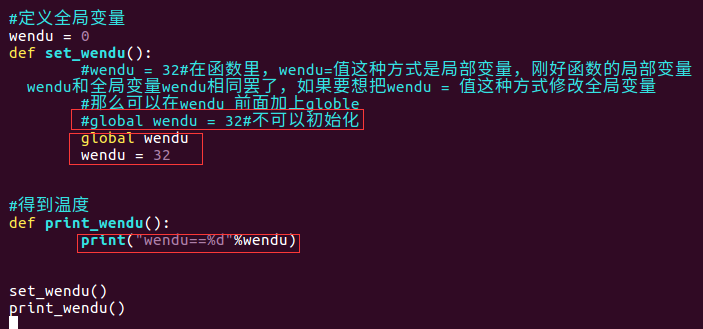 #定义全局变量
wendu = 0
def set_wendu():
#wendu = 32#在函数里，wendu=值这种方式是局部变量，刚好函数的局部变量
wendu和全局变量wendu相同罢了，如果要想把wendu = 值这种方式修改全局变量
#那么可以在wendu 前面加上globle
#global wendu = 32#不可以初始化
global wendu
wendu = 32
#得到温度
def print_wendu():
print("wendu==%d"%wendu)
set_wendu()
print_wendu()